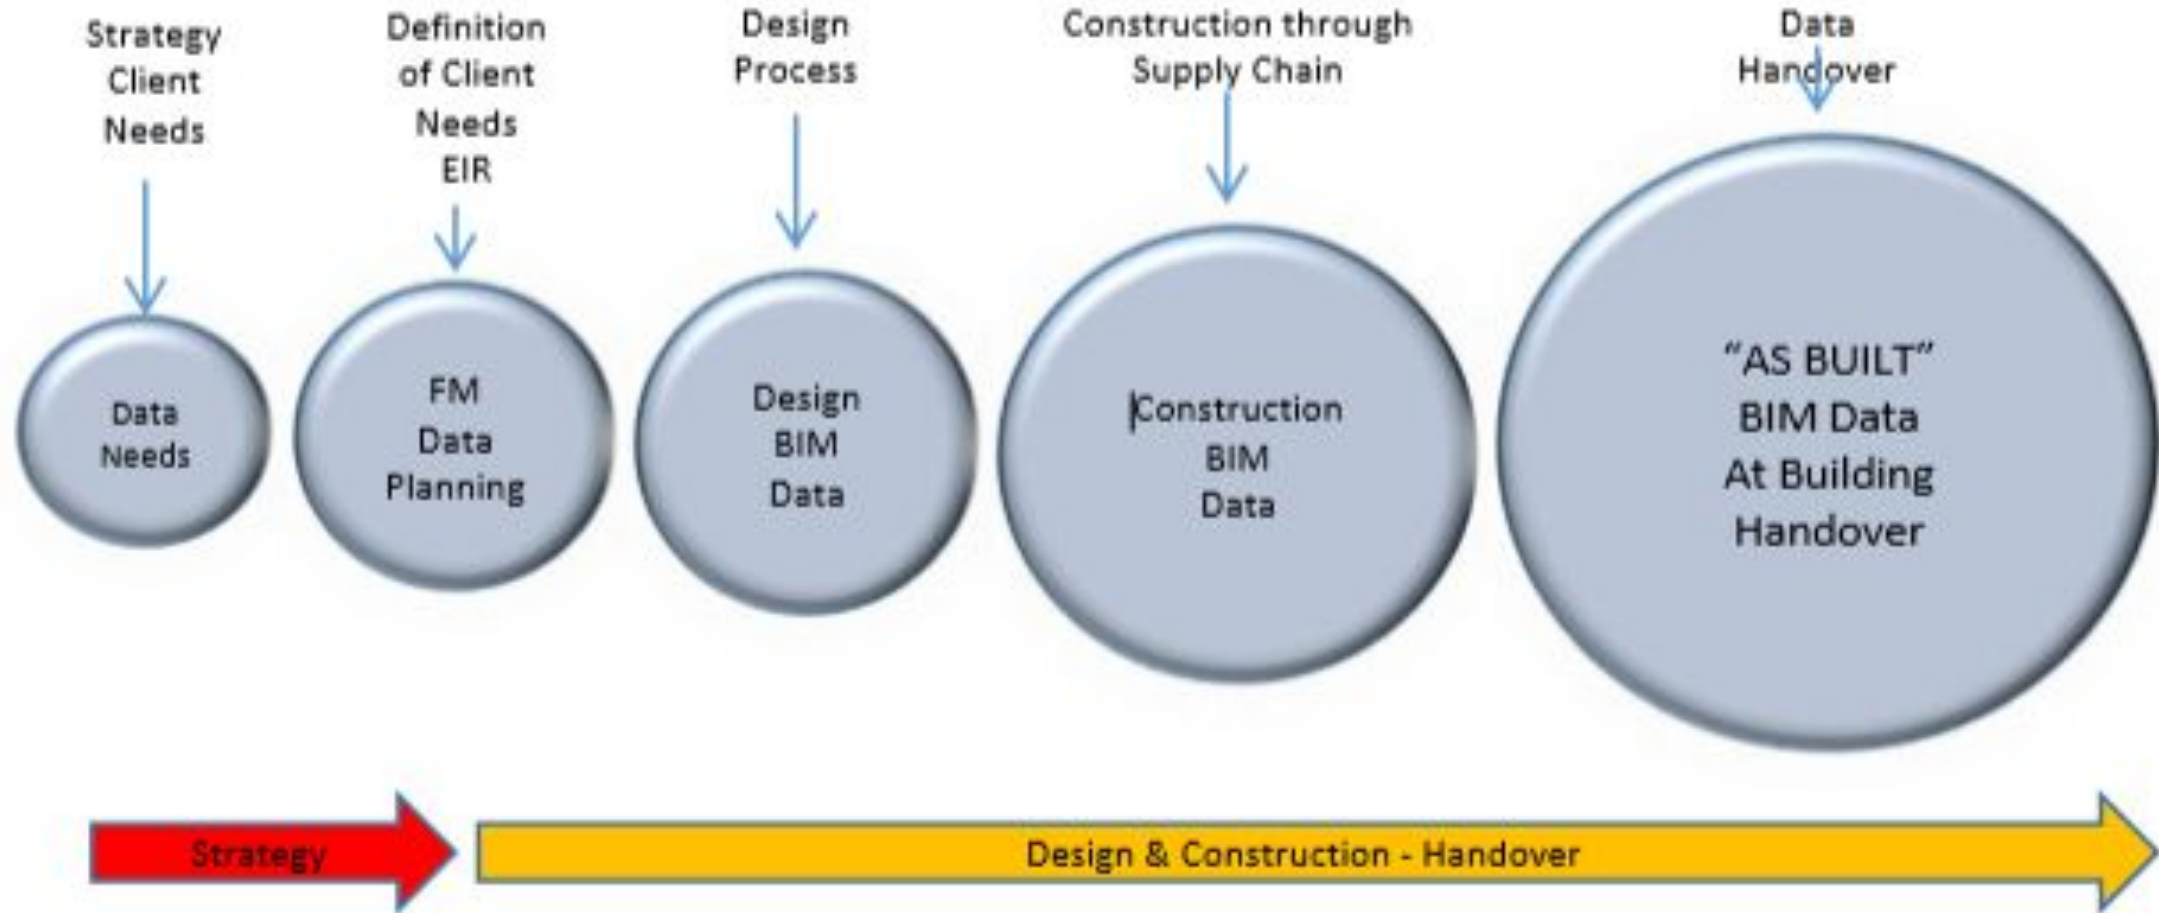 Strategy
Client
Needs
Definition
of Client
Needs
EIR
Design
Process
Construction through
Supply Chain
Data
Handover
Data
Needs
FM
Data
Planning
Design
BIM
Data
Construction
BIM
Data
“AS BUILT”
BIM Data
At Building
Handover
Strategy
Design & Construction - Handover